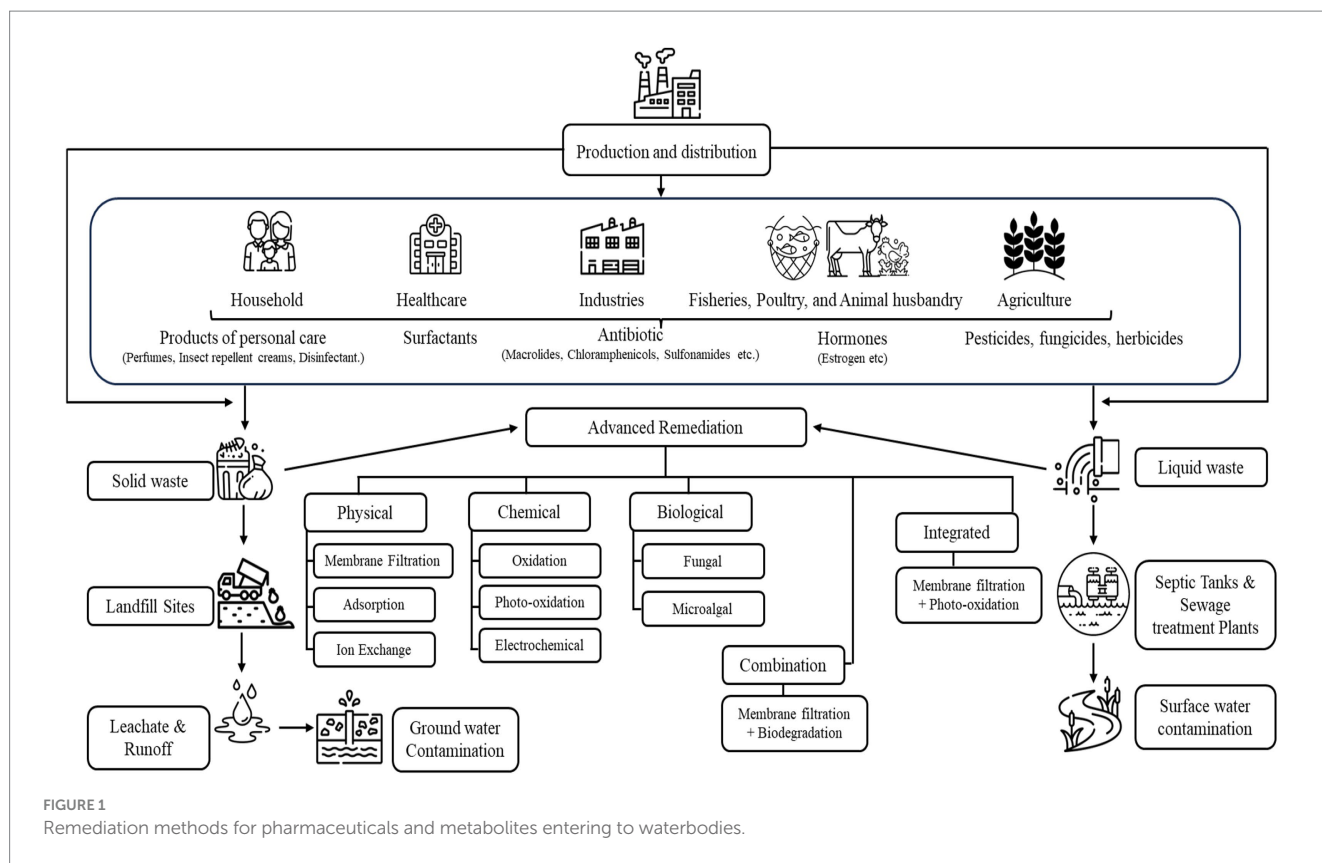 Production and distribution
Household
Healthcare
Industries
Fisheries, Poultry, and Animal husbandry
Agriculture
Products of personal care
(Perfumes, Insect repellent creams, Disinfectant.)
Surfactants
Antibiotic
(Macrolides, Chloramphenicols, Sulfonamides etc.)
Hormones
(Estrogen etc)
Pesticides, fungicides, herbicides
Advanced Remediation
Solid waste
Liquid waste
Physical
Membrane Filtration
Adsorption
Ion Exchange
Chemical
Oxidation
Photo-oxidation
Electrochemical
Biological
Fungal
Microalgal
Combination
Membrane filtration
+ Biodegradation
Integrated
Membrane filtration
+ Photo-oxidation
Landfill Sites
Septic Tanks &
Sewage
treatment Plants
Leachate &
Runoff
Ground water
Contamination
Surface water
contamination
FIGURE 1
Remediation methods for pharmaceuticals and metabolites entering to waterbodies.